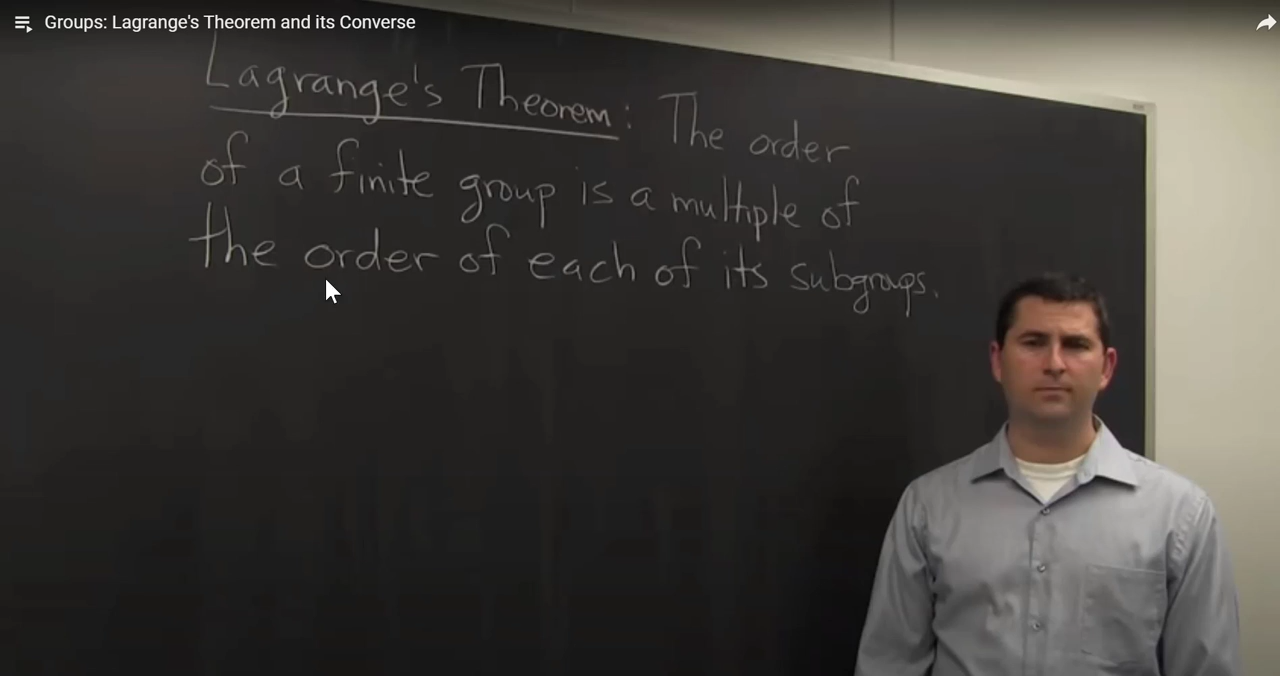 Groups: Lagrange's Theorem and its Converse
Lagrange's Theorem: The order
of a finite group is a multiple of
the order of each of its subgroups.